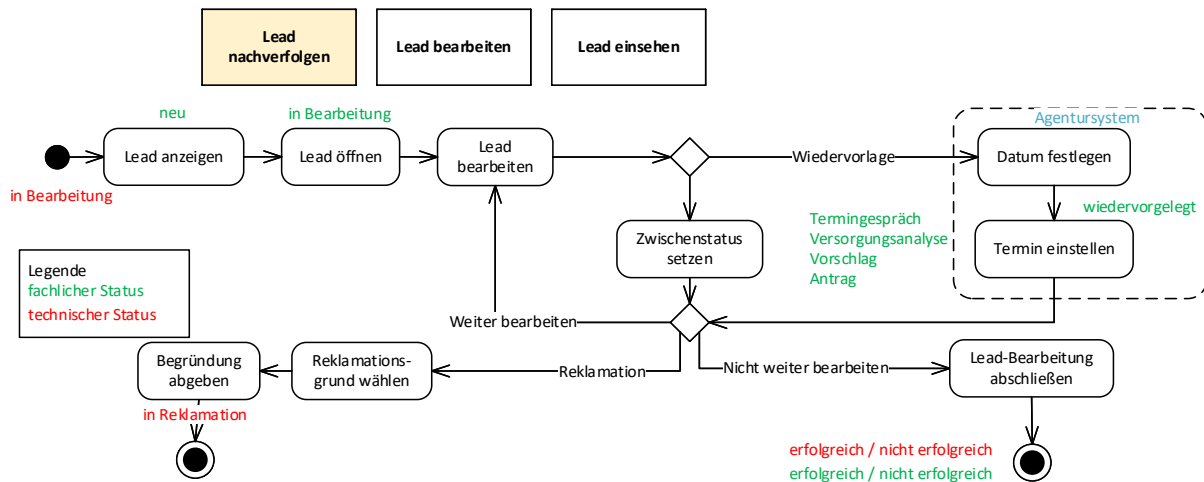 Lead
nachverfolgen
Lead bearbeiten
Lead einsehen
neu
in Bearbeitung
Agentursystem
Lead anzeigen
Lead öffnen
Lead
bearbeiten
Wiedervorlage
Datum festlegen
in Bearbeitung
wiedervorgelegt
Termingespräch
Versorgungsanalyse
Vorschlag
Antrag
Zwischenstatus
setzen
Termin einstellen
Legende
fachlicher Status
technischer Status
Weiter bearbeiten
Begründung
abgeben
Reklamations-
grund wählen
Reklamation
Nicht weiter bearbeiten
Lead-Bearbeitung
abschließen
in Reklamation
erfolgreich / nicht erfolgreich
erfolgreich / nicht erfolgreich